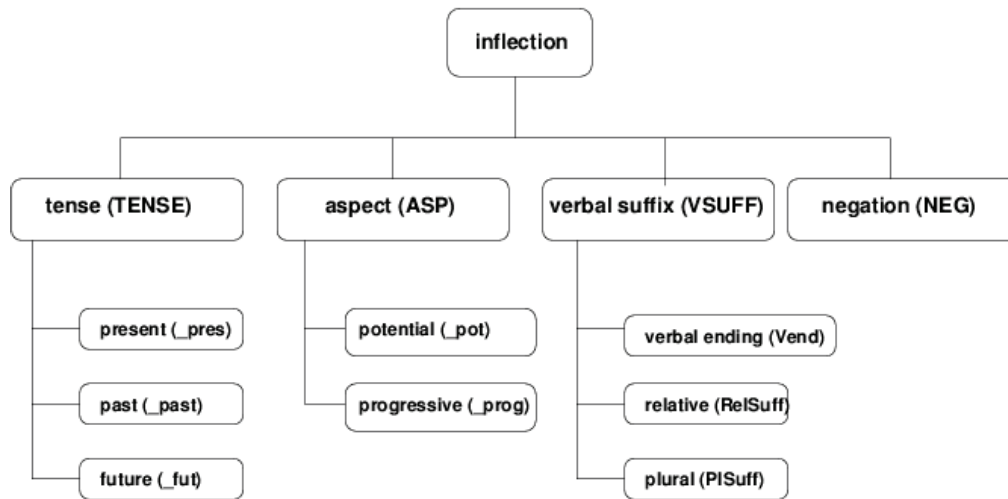 inflection
tense (TENSE)
aspect (ASP)
verbal suffix (VSUFF)
negation (NEG)
present (_pres)
potential (_pot)
verbal ending (Vend)
past (_past)
progressive (_prog)
relative (RelSuff)
future (_fut)
plural (PlSuff)